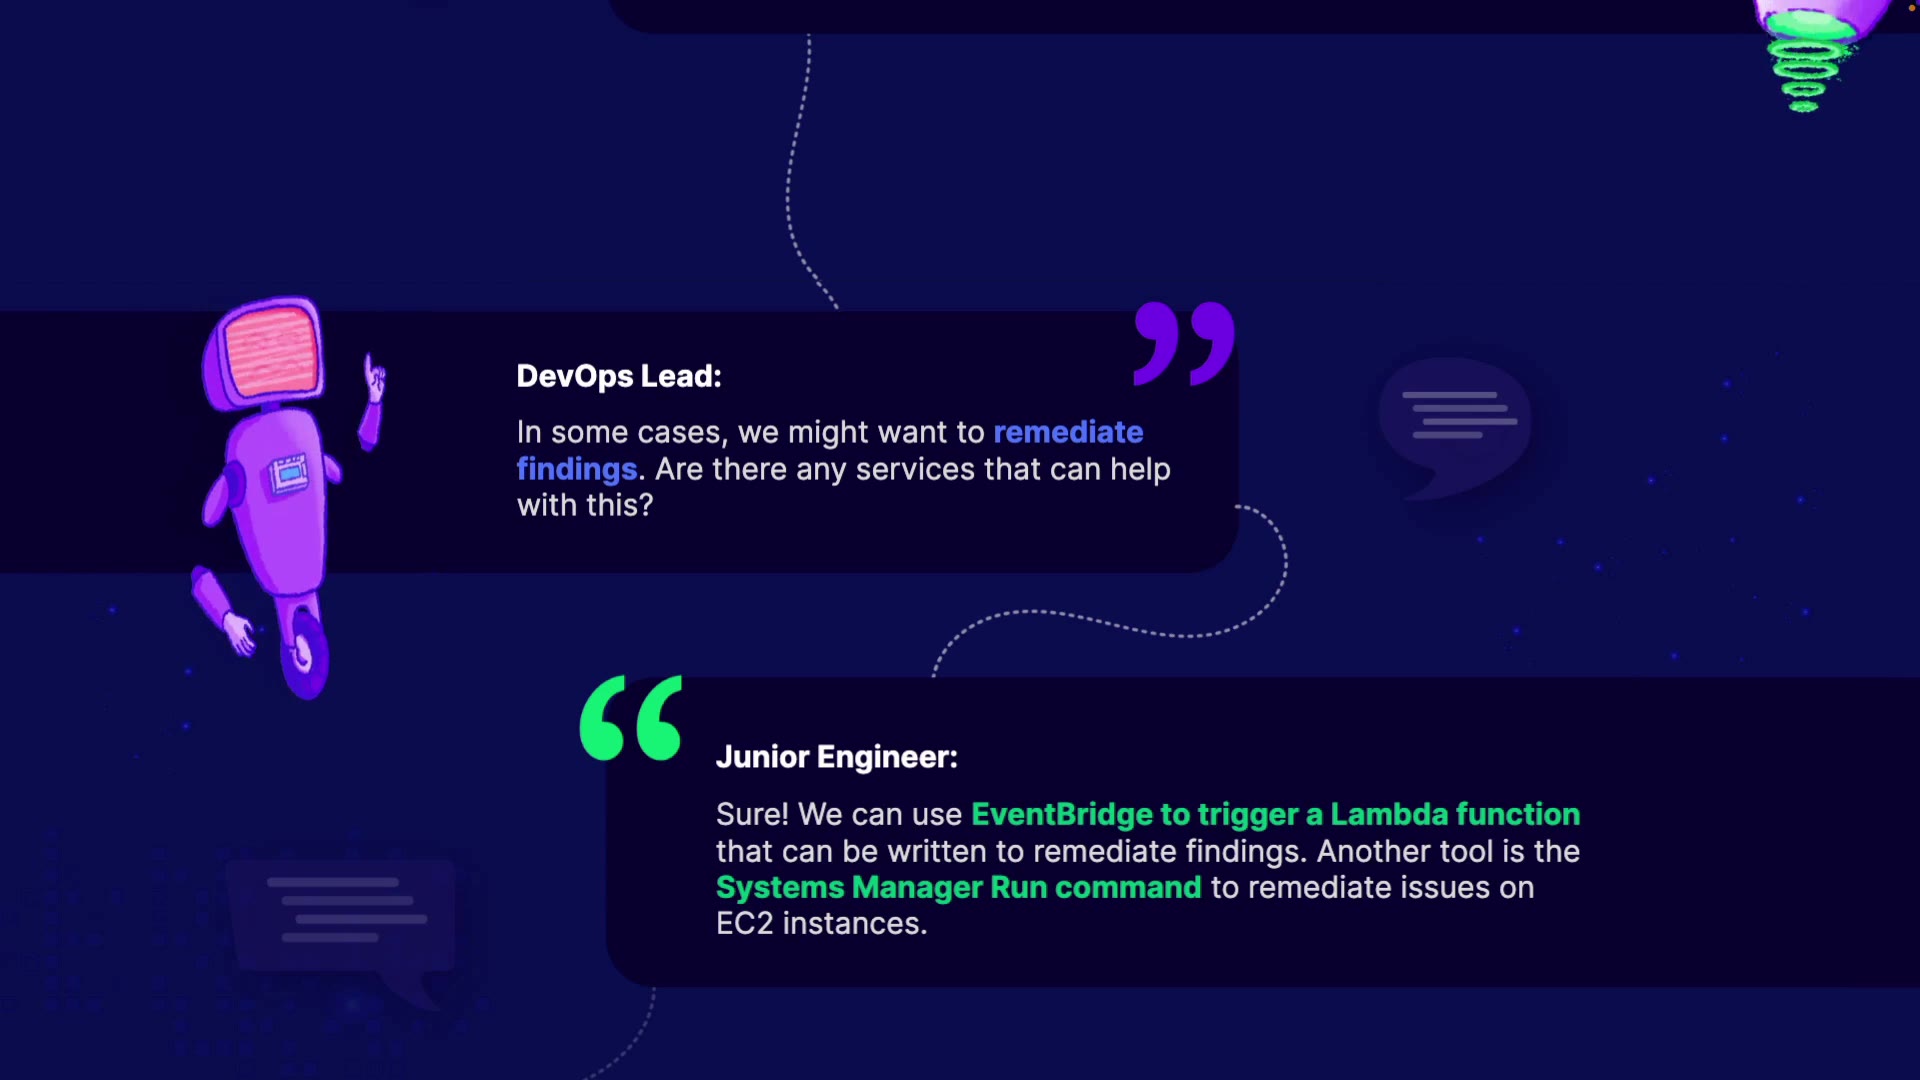 DevOps Lead:
In some cases, we might want to remediate
findings. Are there any services that can help
with this?
Junior Engineer:
Sure! We can use EventBridge to trigger a Lambda function
that can be written to remediate findings. Another tool is the
Systems Manager Run command to remediate issues on
EC2 instances.